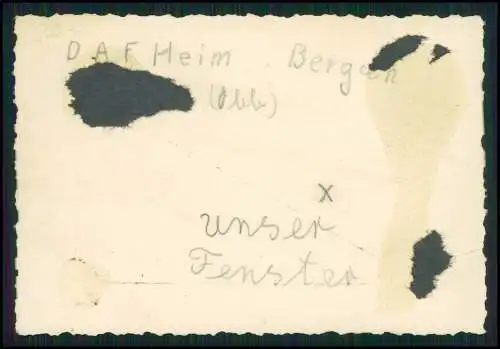 DAF Heim . Bergen
(Obb)
x
unser
Fenster